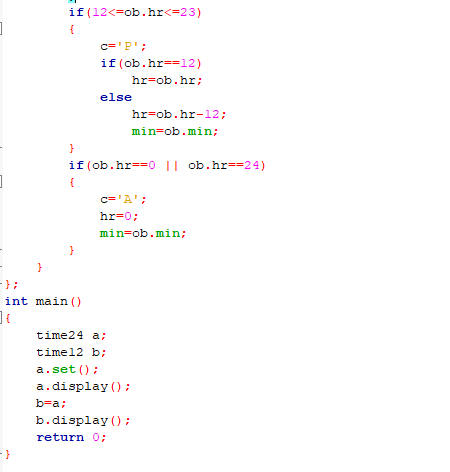 if(12<=ob.hr<=23)
{
c='P';
if(ob.hr==12)
hr=ob.hr;
else
hr=ob.hr-12;
min=ob.min;
}
if(ob.hr==0 || ob.hr==24)
{
c='A';
hr=0;
min=ob.min;
}
}
};
int main()
{
time24 a;
time12 b;
a.set();
a.display();
b=a;
b.display();
return 0;
}